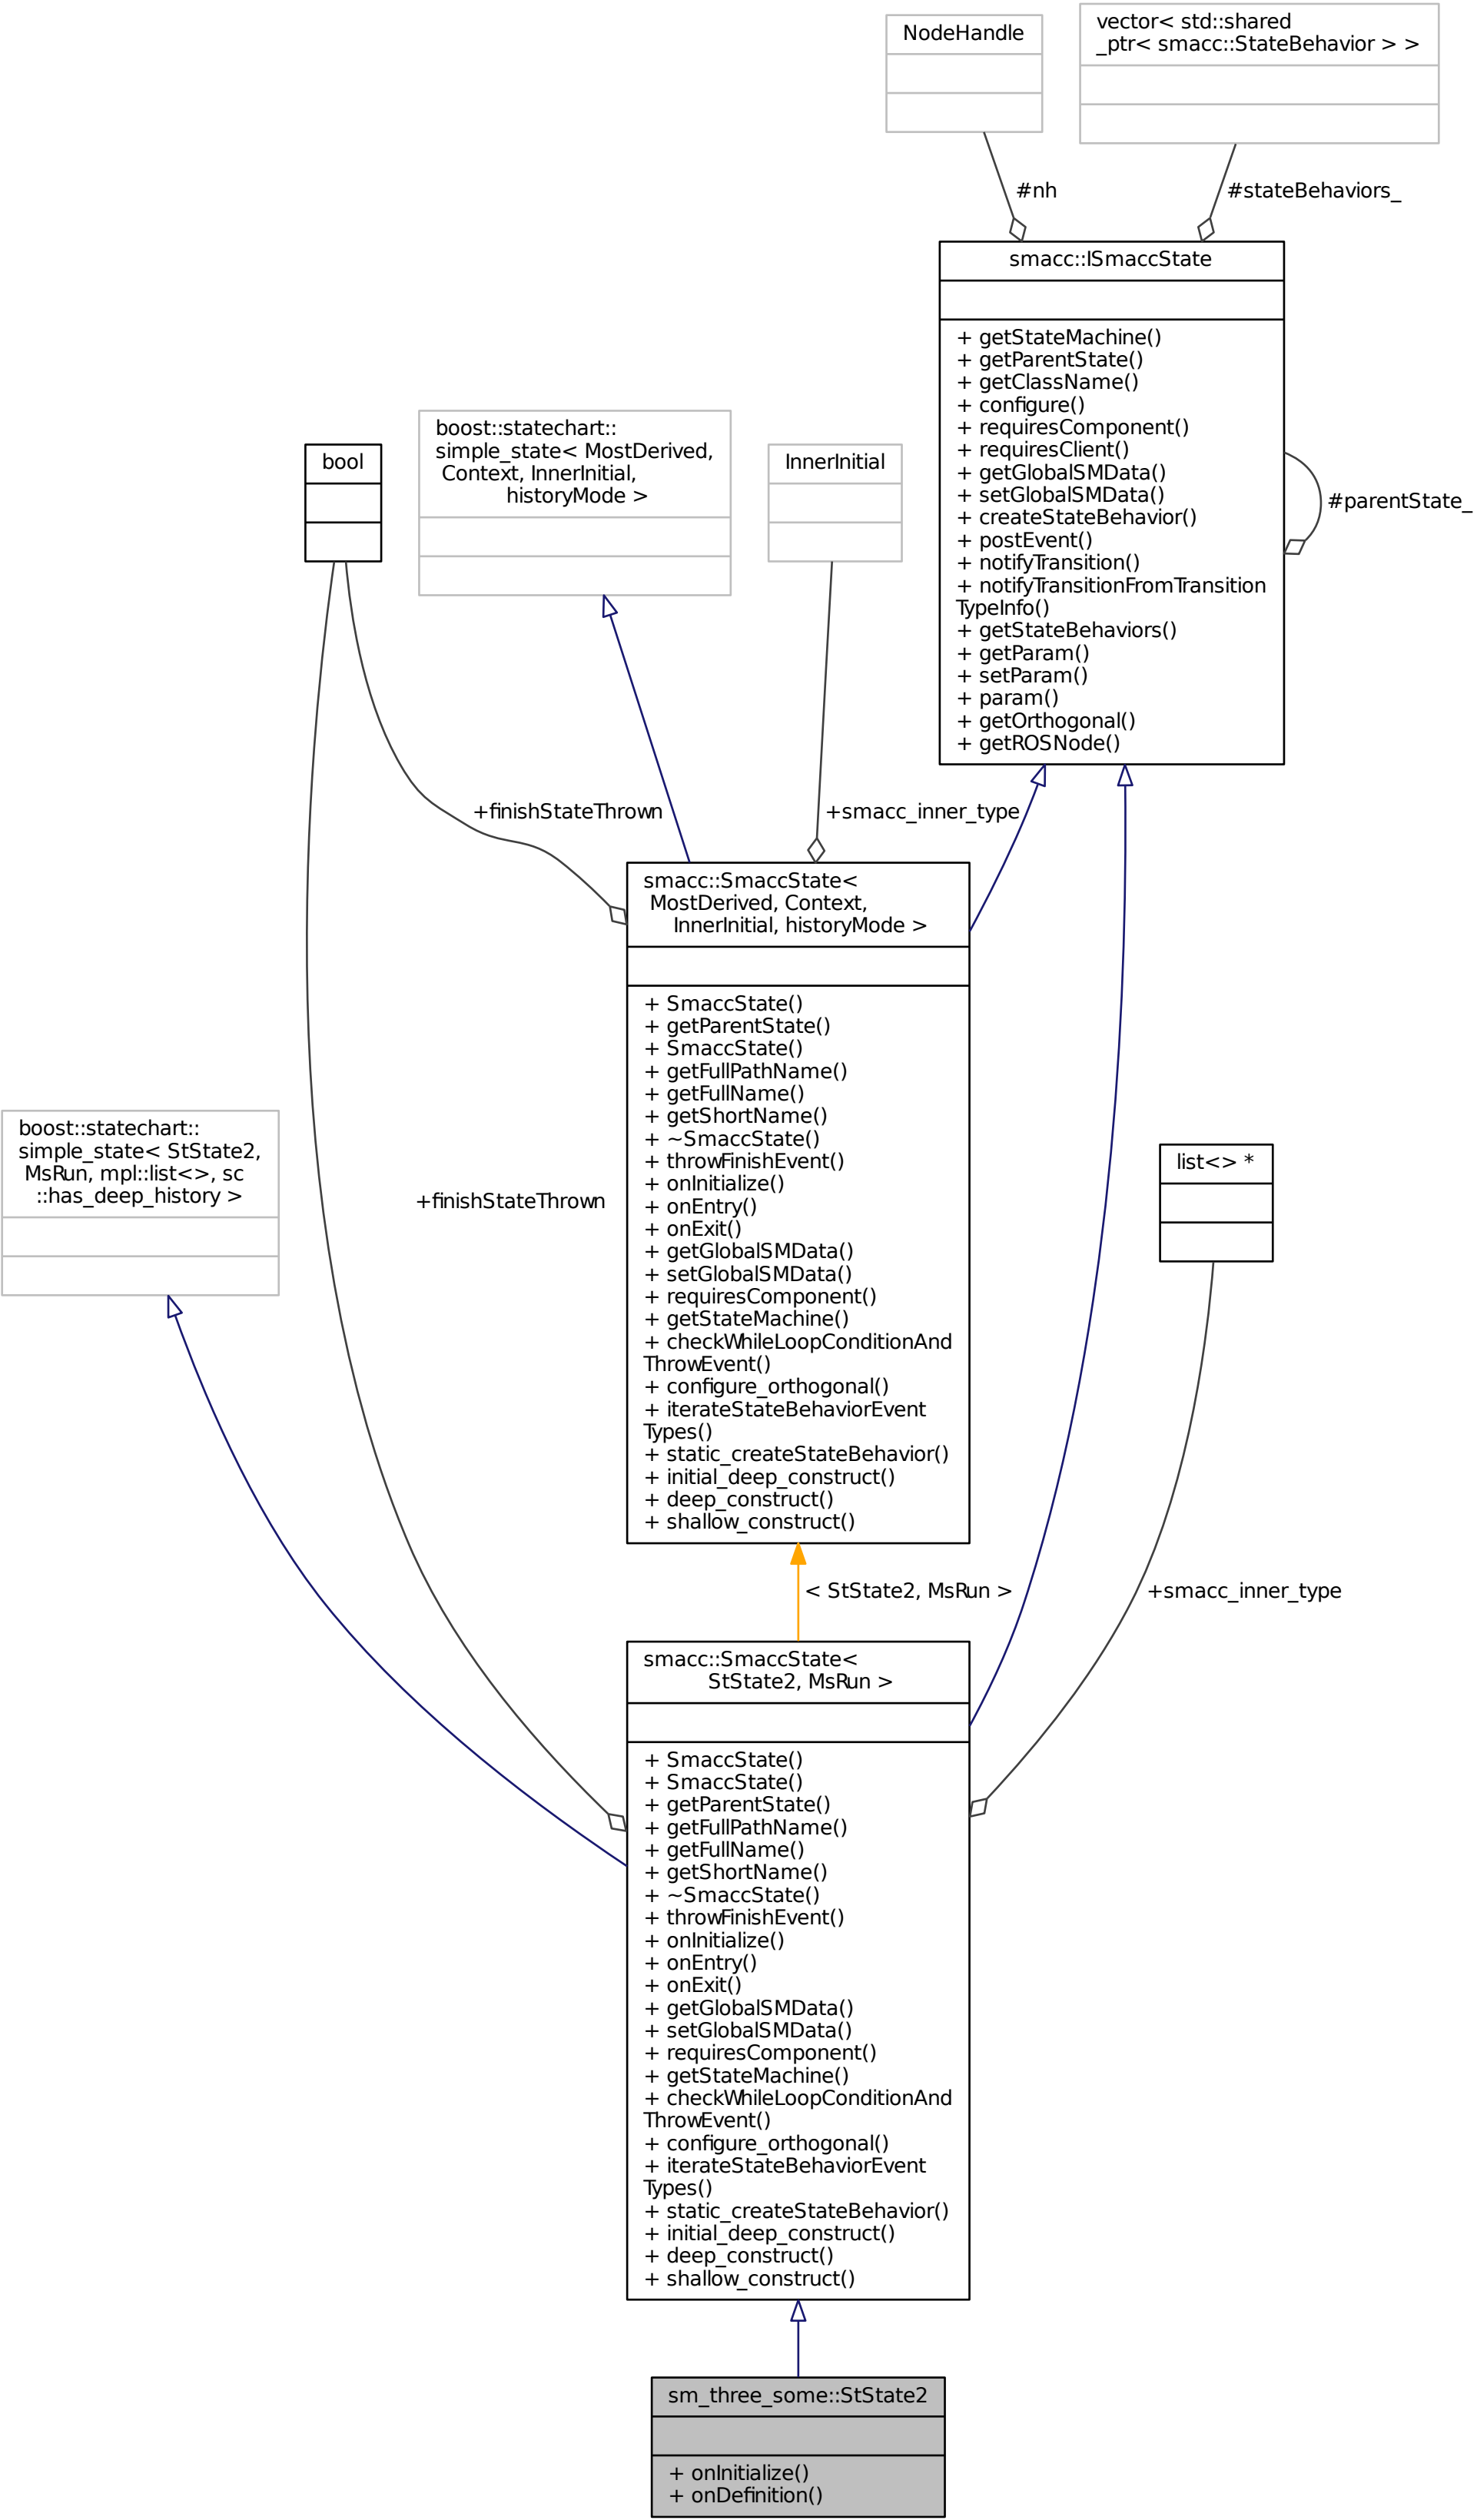 NodeHandle
vector< std::shared
_ptr< smacc::StateBehavior > >
#nh
#stateBehaviors_
smacc::ISmaccState
+ getStateMachine()
+ getParentState()
+ getClassName()
+ configure()
+ requiresComponent()
+ requiresClient()
+ getGlobalSMData()
+ setGlobalSMData()
+ createStateBehavior()
+ postEvent()
+ notifyTransition()
+ notifyTransitionFromTransition
TypeInfo()
+ getStateBehaviors()
+ getParam()
+ setParam()
+ param()
+ getOrthogonal()
+ getROSNode()
#parentState_
boost::statechart::
simple_state< MostDerived,
Context, InnerInitial,
historyMode >
bool
InnerInitial
+finishStateThrown
+smacc_inner_type
smacc::SmaccState<
MostDerived, Context,
InnerInitial, historyMode >
+ SmaccState()
+ getParentState()
+ SmaccState()
+ getFullPathName()
+ getFullName()
+ getShortName()
+ ~SmaccState()
+ throwFinishEvent()
+ onInitialize()
+ onEntry()
+ onExit()
+ getGlobalSMData()
+ setGlobalSMData()
+ requiresComponent()
+ getStateMachine()
+ checkWhileLoopConditionAnd
ThrowEvent()
+ configure_orthogonal()
+ iterateStateBehaviorEvent
Types()
+ static_createStateBehavior()
+ initial_deep_construct()
+ deep_construct()
+ shallow_construct()
boost::statechart::
simple_state< StState2,
MsRun, mpl::list<>, sc
::has_deep_history >
+finishStateThrown
list<> *
< StState2, MsRun >
+smacc_inner_type
smacc::SmaccState<
StState2, MsRun >
+ SmaccState()
+ SmaccState()
+ getParentState()
+ getFullPathName()
+ getFullName()
+ getShortName()
+ ~SmaccState()
+ throwFinishEvent()
+ onInitialize()
+ onEntry()
+ onExit()
+ getGlobalSMData()
+ setGlobalSMData()
+ requiresComponent()
+ getStateMachine()
+ checkWhileLoopConditionAnd
ThrowEvent()
+ configure_orthogonal()
+ iterateStateBehaviorEvent
Types()
+ static_createStateBehavior()
+ initial_deep_construct()
+ deep_construct()
+ shallow_construct()
sm_three_some::StState2
+ onInitialize()
+ onDefinition()